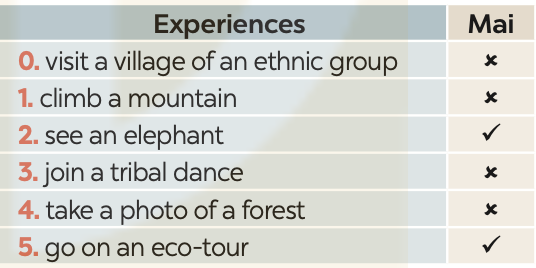 Experiences Mai
0. visit a village of an ethnic group ✗
1. climb a mountain ✗
2. see an elephant ✓
3. join a tribal dance ✗
4. take a photo of a forest ✗
5. go on an eco-tour ✓